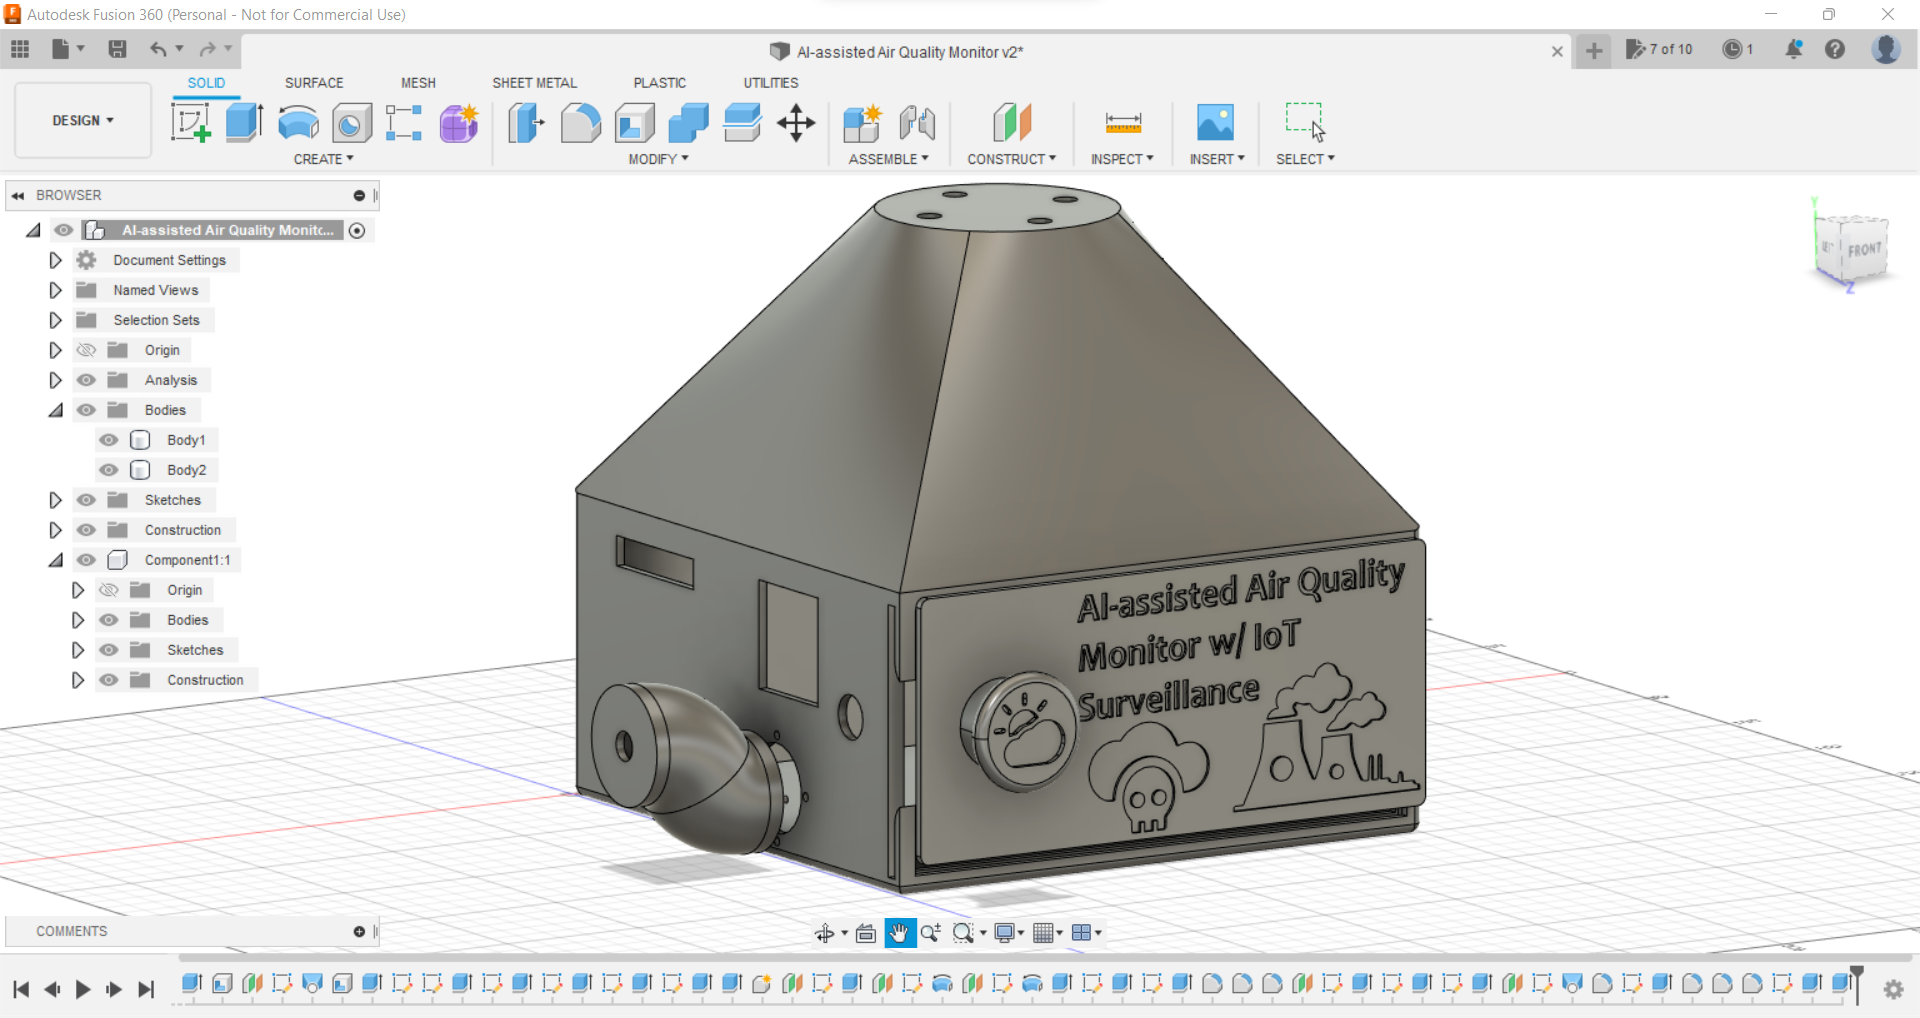 Autodesk Fusion 360 (Personal - Not for Commercial Use)
AI-assisted Air Quality Monitor v2*
7 of 10
1
DESIGN
SOLID
SURFACE
MESH
SHEET METAL
PLASTIC
UTILITIES
CREATE
MODIFY
ASSEMBLE
CONSTRUCT
INSPECT
INSERT
SELECT
BROWSER
AI-assisted Air Quality Monitc...
Document Settings
Named Views
Selection Sets
Origin
Analysis
Bodies
Body1
Body2
Sketches
Construction
Component1:1
Origin
Bodies
Sketches
Construction
Y
FRONT
Z
AI-assisted Air Quality
Monitor w/ IoT
Surveillance
COMMENTS